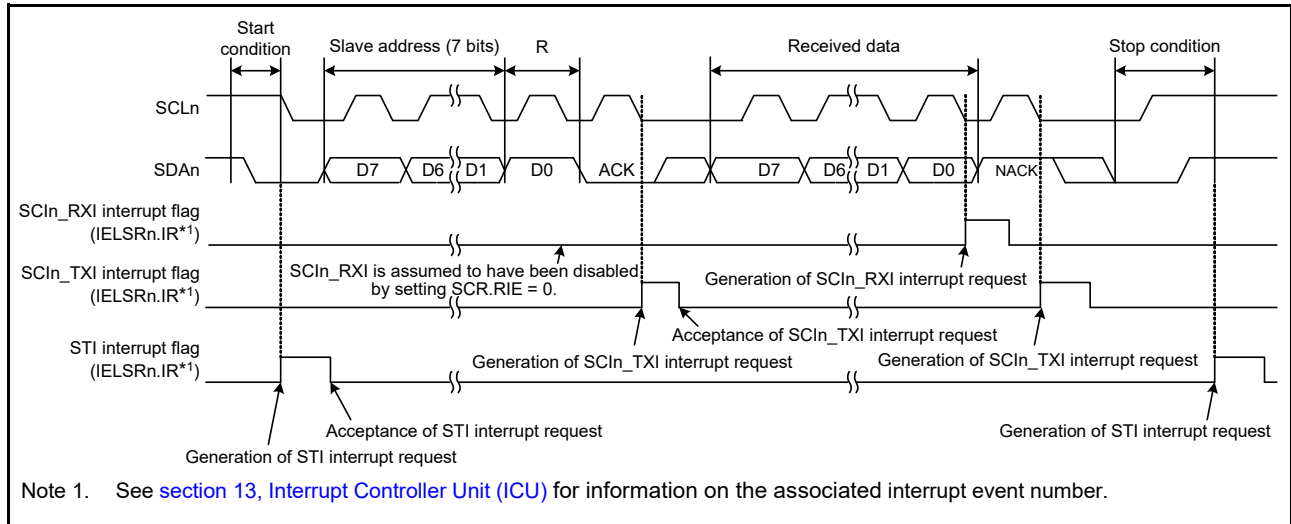 Start
condition
Slave address (7 bits)
R
Received data
Stop condition
SCLn
SDAn
D7
D6
D1
D0
ACK
D7
D6
D1
D0
NACK
SCIn_RXI interrupt flag
(IELSRn.IR*1)
SCIn_RXI is assumed to have been disabled
by setting SCR.RIE = 0.
Generation of SCIn_RXI interrupt request
SCIn_TXI interrupt flag
(IELSRn.IR*1)
Acceptance of SCIn_TXI interrupt request
Generation of SCIn_TXI interrupt request
Generation of SCIn_TXI interrupt request
STI interrupt flag
(IELSRn.IR*1)
Acceptance of STI interrupt request
Generation of STI interrupt request
Generation of STI interrupt request
Note 1. See section 13, Interrupt Controller Unit (ICU) for information on the associated interrupt event number.